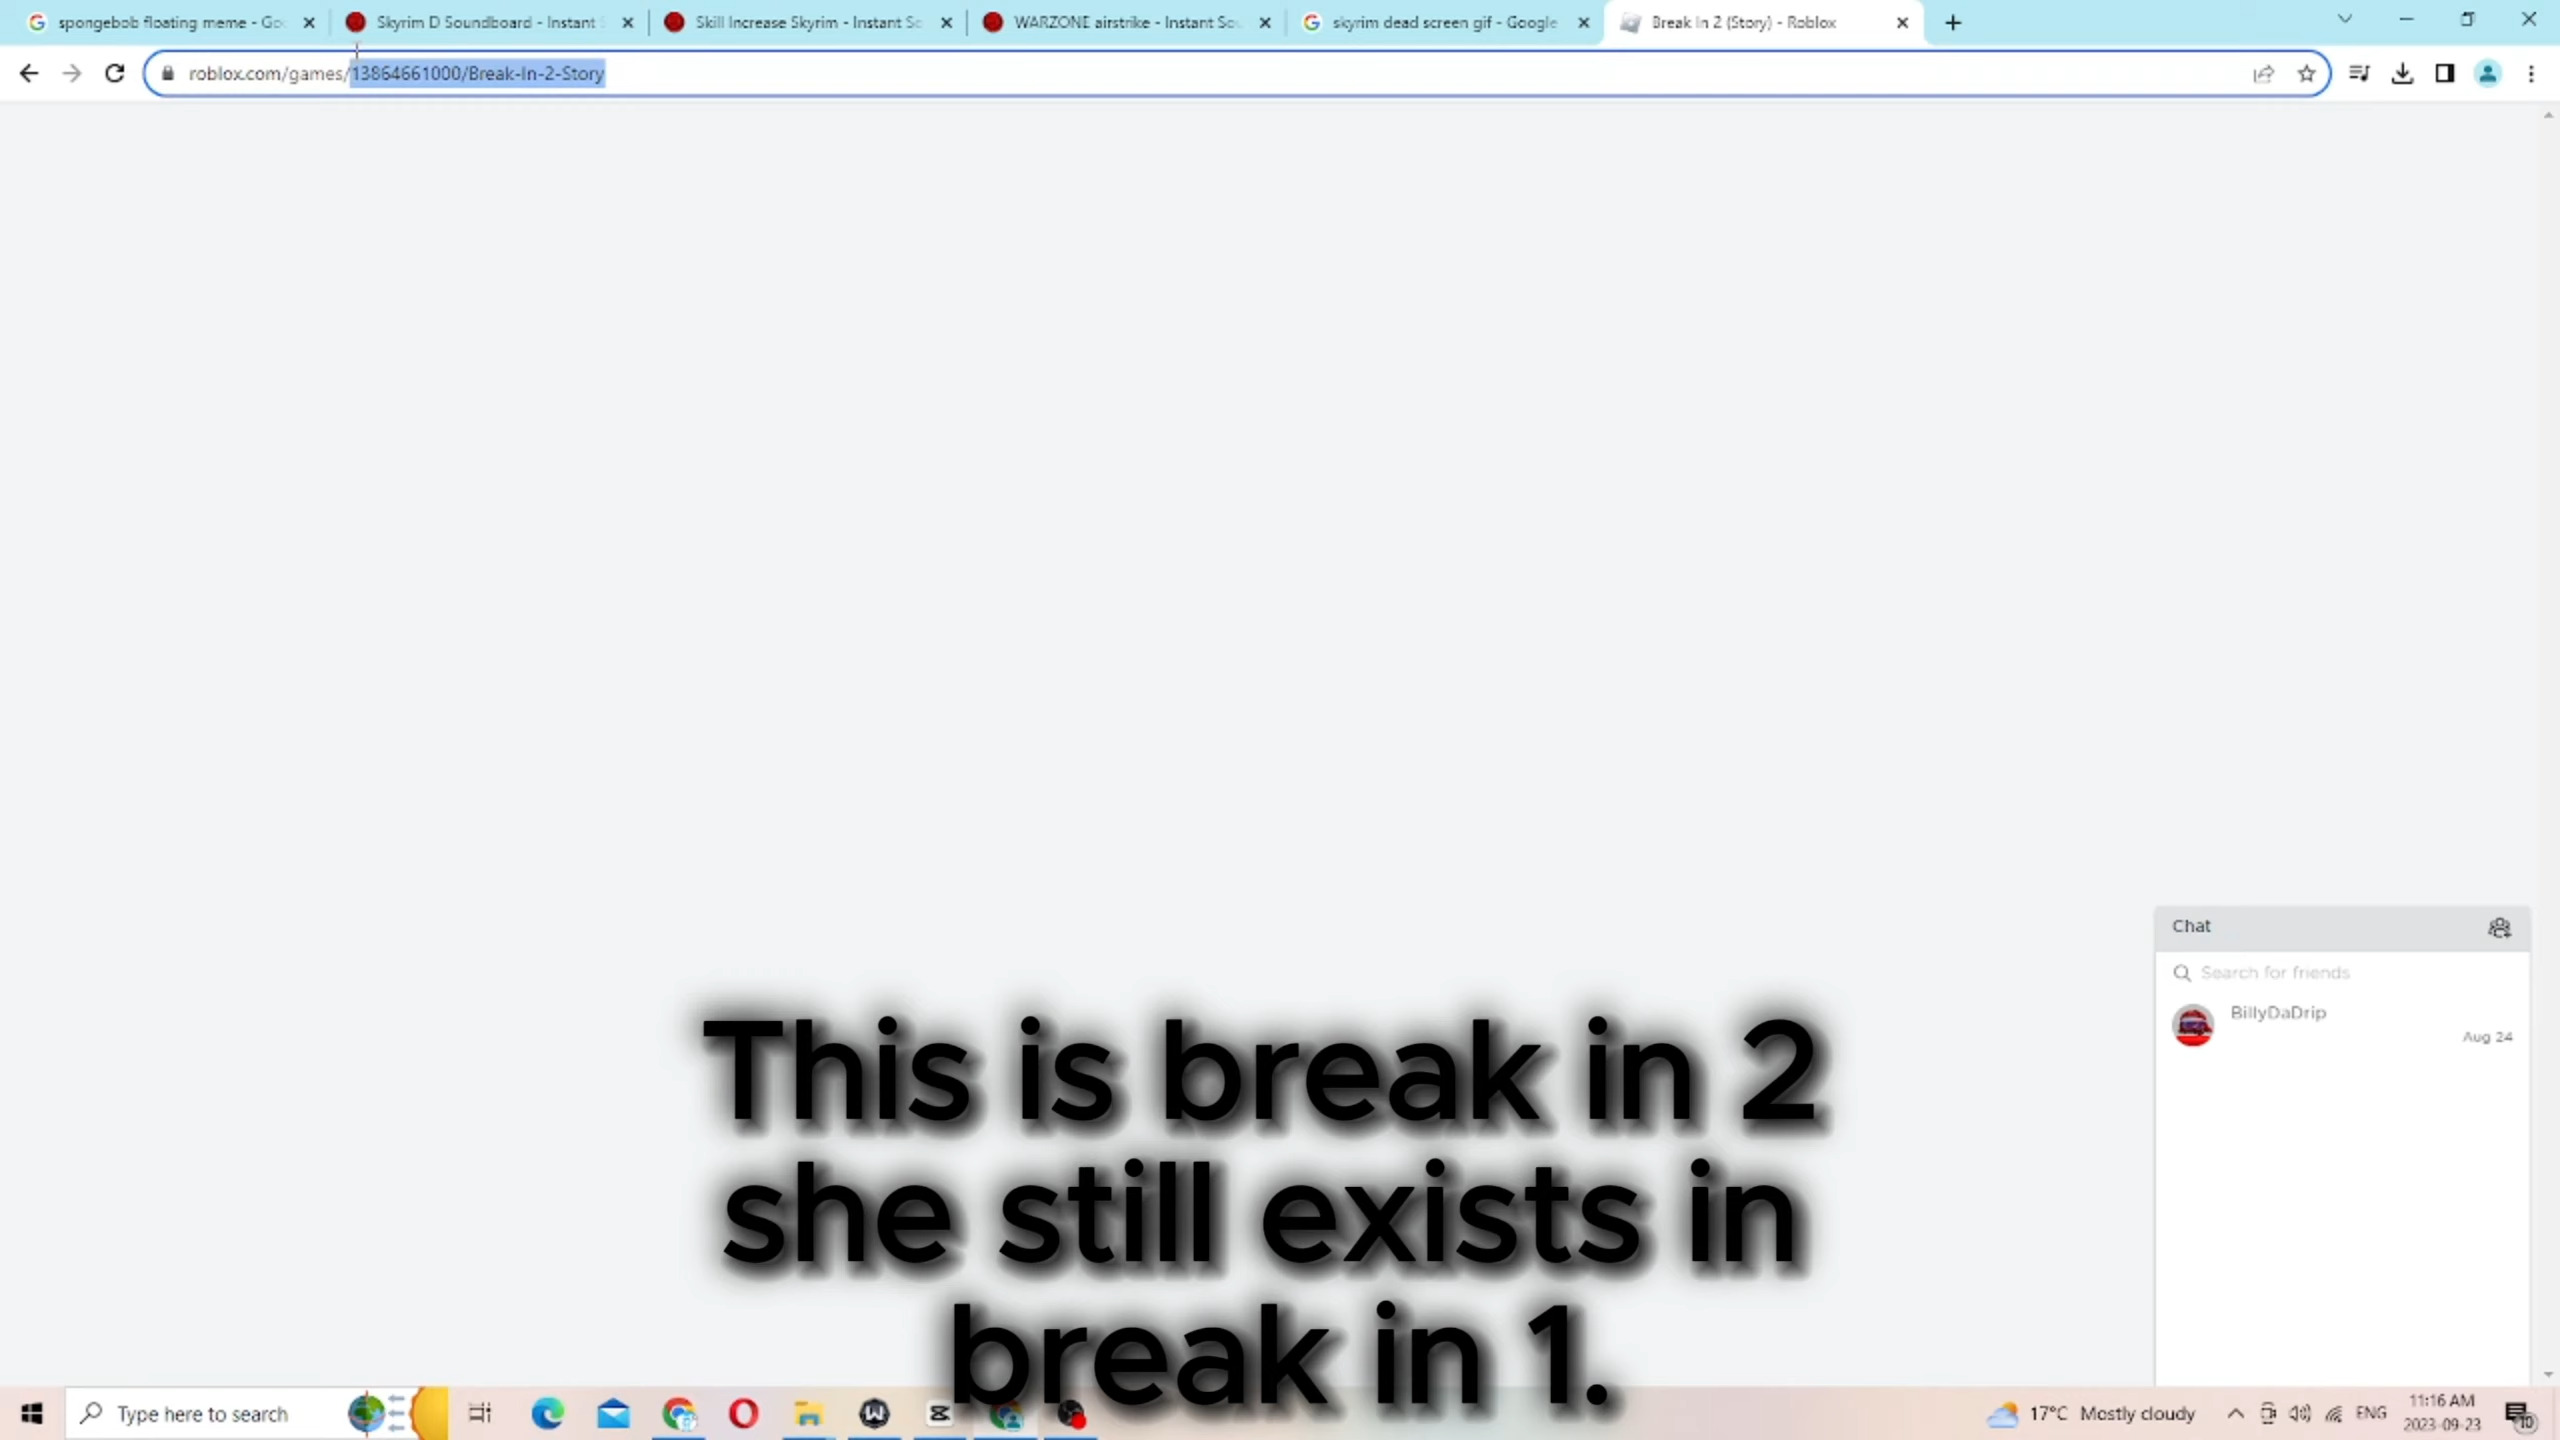 spongebob floating meme - Goo
Skyrim D Soundboard - Instant S
Skill Increase Skyrim - Instant So
WARZONE airstrike - Instant Sou
skyrim dead screen gif - Google
Break In 2 (Story) - Roblox
roblox.com/games/13864661000/Break-In-2-Story
Chat
Search for friends
BillyDaDrip
Aug 24
This is break in 2
she still exists in
break in 1.
Type here to search
17°C Mostly cloudy
ENG
11:16 AM
2023-09-23
10